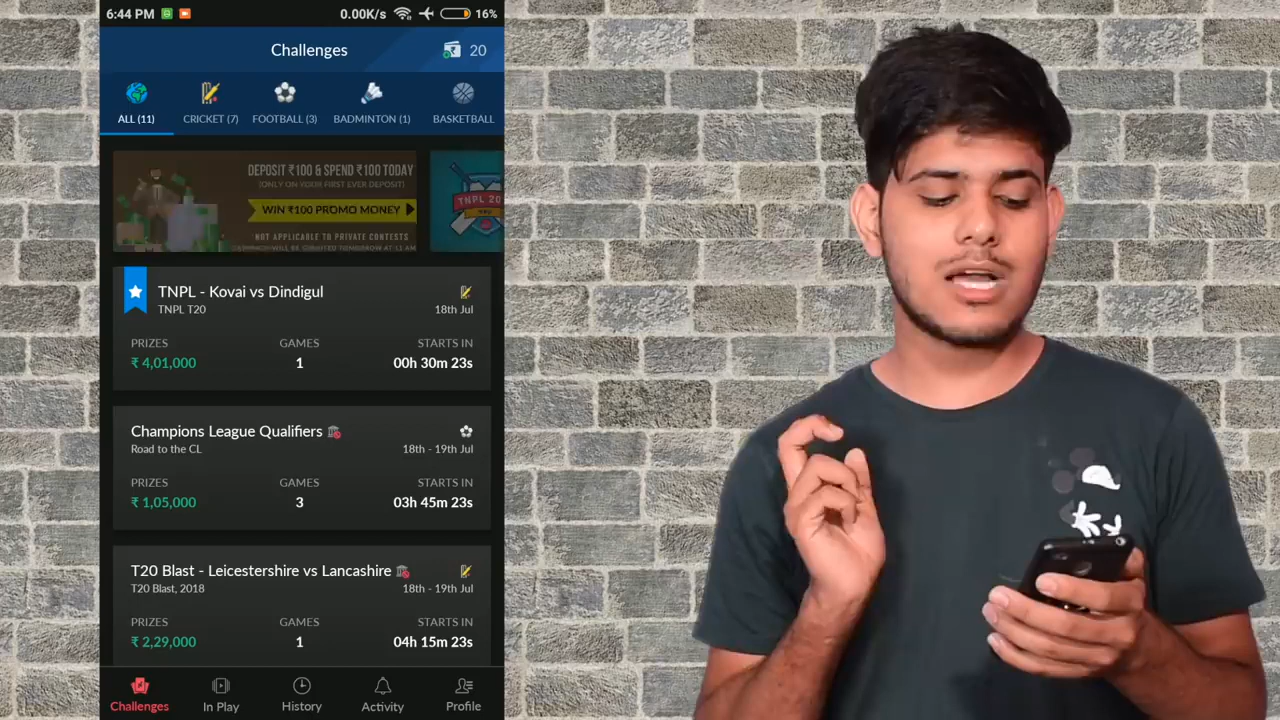 6:44 PM 0.00K/s 16%
Challenges 20
ALL (11) CRICKET (7) FOOTBALL (3) BADMINTON (1) BASKETBALL
DEPOSIT ₹100 & SPEND ₹100 TODAY
(ONLY ON YOUR FIRST EVER DEPOSIT)
WIN ₹100 PROMO MONEY
NOT APPLICABLE TO PRIVATE CONTESTS
TNPL 20
TNPL - Kovai vs Dindigul
TNPL T20 18th Jul
PRIZES GAMES STARTS IN
₹ 4,01,000 1 00h 30m 23s
Champions League Qualifiers
Road to the CL 18th - 19th Jul
PRIZES GAMES STARTS IN
₹ 1,05,000 3 03h 45m 23s
T20 Blast - Leicestershire vs Lancashire
T20 Blast, 2018 18th - 19th Jul
PRIZES GAMES STARTS IN
₹ 2,29,000 1 04h 15m 23s
Challenges In Play History Activity Profile